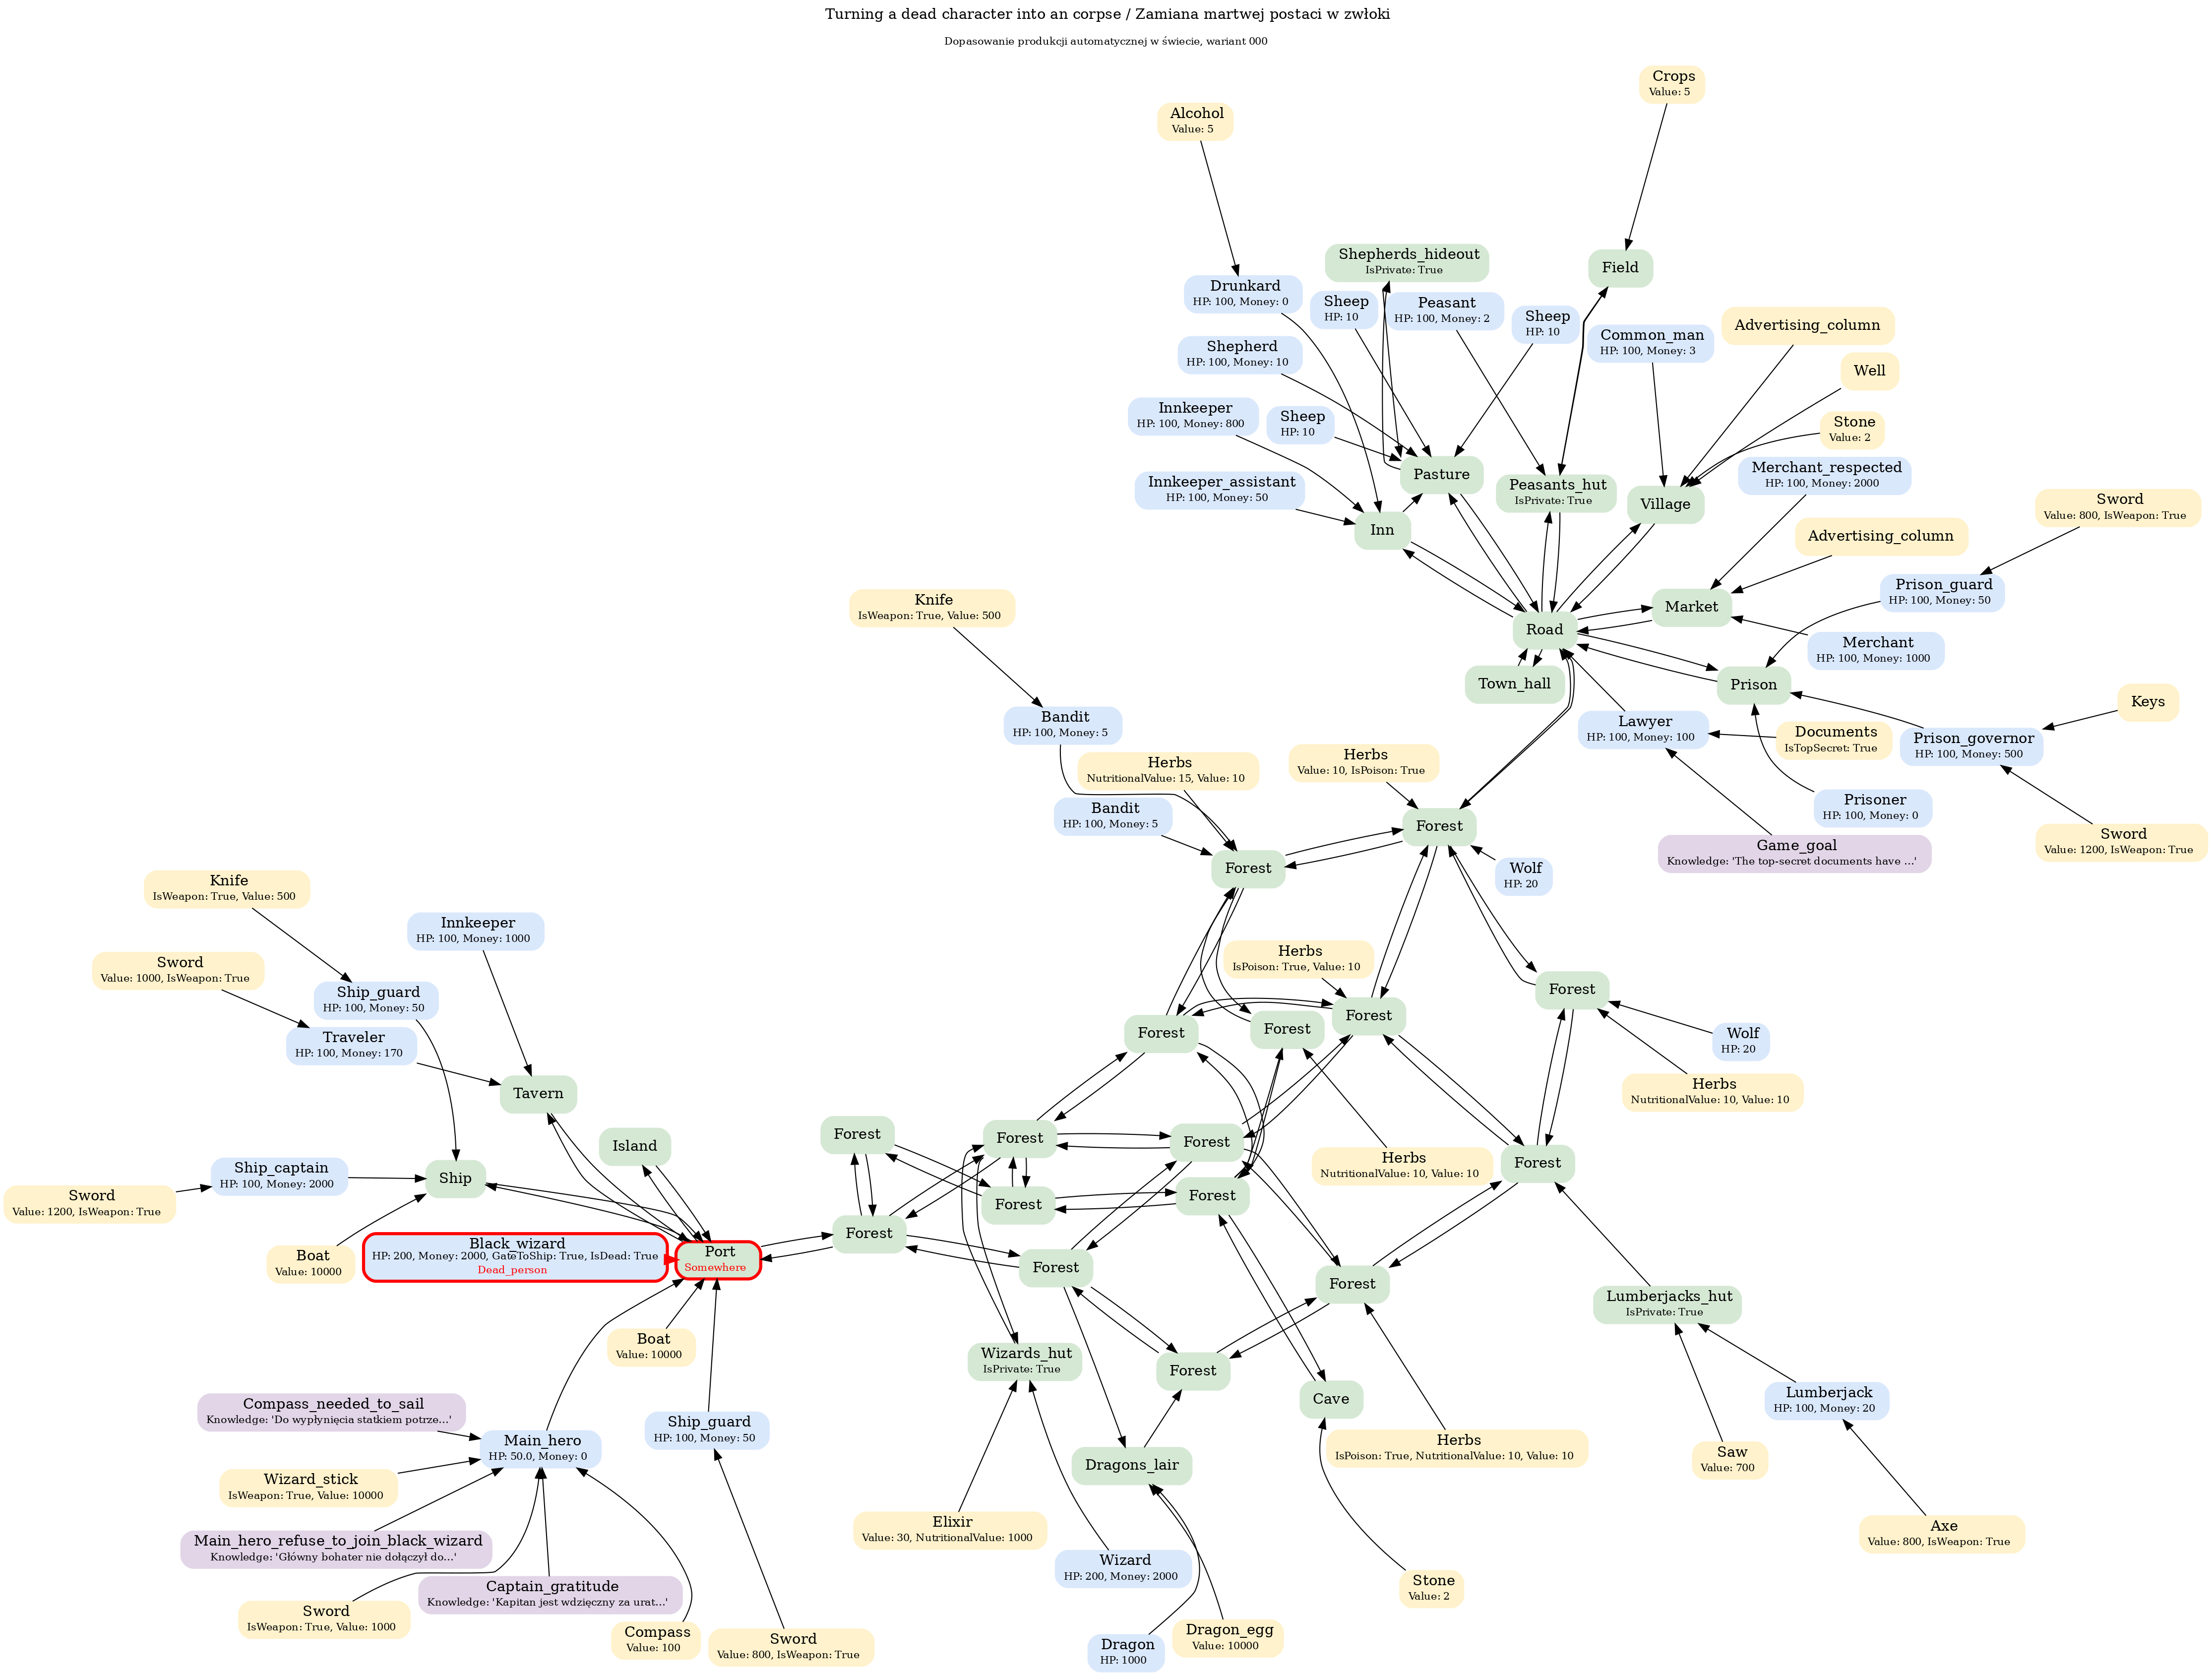 Turning a dead character into an corpse / Zamiana martwej postaci w zwłoki
Dopasowanie produkcji automatycznej w świecie, wariant 000
Crops
Value: 5
Alcohol
Value: 5
Shepherds_hideout
IsPrivate: True
Field
Drunkard
HP: 100, Money: 0
Sheep
HP: 10
Peasant
HP: 100, Money: 2
Sheep
HP: 10
Common_man
HP: 100, Money: 3
Advertising_column
Shepherd
HP: 100, Money: 10
Well
Innkeeper
HP: 100, Money: 800
Sheep
HP: 10
Stone
Value: 2
Pasture
Merchant_respected
HP: 100, Money: 2000
Innkeeper_assistant
HP: 100, Money: 50
Peasants_hut
IsPrivate: True
Village
Sword
Value: 800, IsWeapon: True
Inn
Advertising_column
Knife
IsWeapon: True, Value: 500
Prison_guard
HP: 100, Money: 50
Market
Road
Merchant
HP: 100, Money: 1000
Town_hall
Prison
Keys
Bandit
HP: 100, Money: 5
Lawyer
HP: 100, Money: 100
Documents
IsTopSecret: True
Prison_governor
HP: 100, Money: 500
Herbs
NutritionalValue: 15, Value: 10
Herbs
Value: 10, IsPoison: True
Bandit
HP: 100, Money: 5
Prisoner
HP: 100, Money: 0
Forest
Sword
Value: 1200, IsWeapon: True
Game_goal
Knowledge: 'The top-secret documents have ...'
Forest
Wolf
HP: 20
Knife
IsWeapon: True, Value: 500
Innkeeper
HP: 100, Money: 1000
Sword
Value: 1000, IsWeapon: True
Herbs
IsPoison: True, Value: 10
Ship_guard
HP: 100, Money: 50
Forest
Forest
Forest
Forest
Traveler
HP: 100, Money: 170
Wolf
HP: 20
Tavern
Herbs
NutritionalValue: 10, Value: 10
Forest
Forest
Forest
Island
Herbs
NutritionalValue: 10, Value: 10
Forest
Ship_captain
HP: 100, Money: 2000
Ship
Sword
Value: 1200, IsWeapon: True
Forest
Forest
Forest
Black_wizard
HP: 200, Money: 2000, GateToShip: True, IsDead: True
Dead_person
Port
Somewhere
Boat
Value: 10000
Forest
Forest
Lumberjacks_hut
IsPrivate: True
Boat
Value: 10000
Wizards_hut
IsPrivate: True
Forest
Cave
Lumberjack
HP: 100, Money: 20
Compass_needed_to_sail
Knowledge: 'Do wypłynięcia statkiem potrze...'
Ship_guard
HP: 100, Money: 50
Main_hero
HP: 50.0, Money: 0
Herbs
IsPoison: True, NutritionalValue: 10, Value: 10
Saw
Value: 700
Dragons_lair
Wizard_stick
IsWeapon: True, Value: 10000
Elixir
Value: 30, NutritionalValue: 1000
Axe
Value: 800, IsWeapon: True
Main_hero_refuse_to_join_black_wizard
Knowledge: 'Główny bohater nie dołączył do...'
Wizard
HP: 200, Money: 2000
Captain_gratitude
Knowledge: 'Kapitan jest wdzięczny za urat...'
Stone
Value: 2
Sword
IsWeapon: True, Value: 1000
Compass
Value: 100
Sword
Value: 800, IsWeapon: True
Dragon
HP: 1000
Dragon_egg
Value: 10000